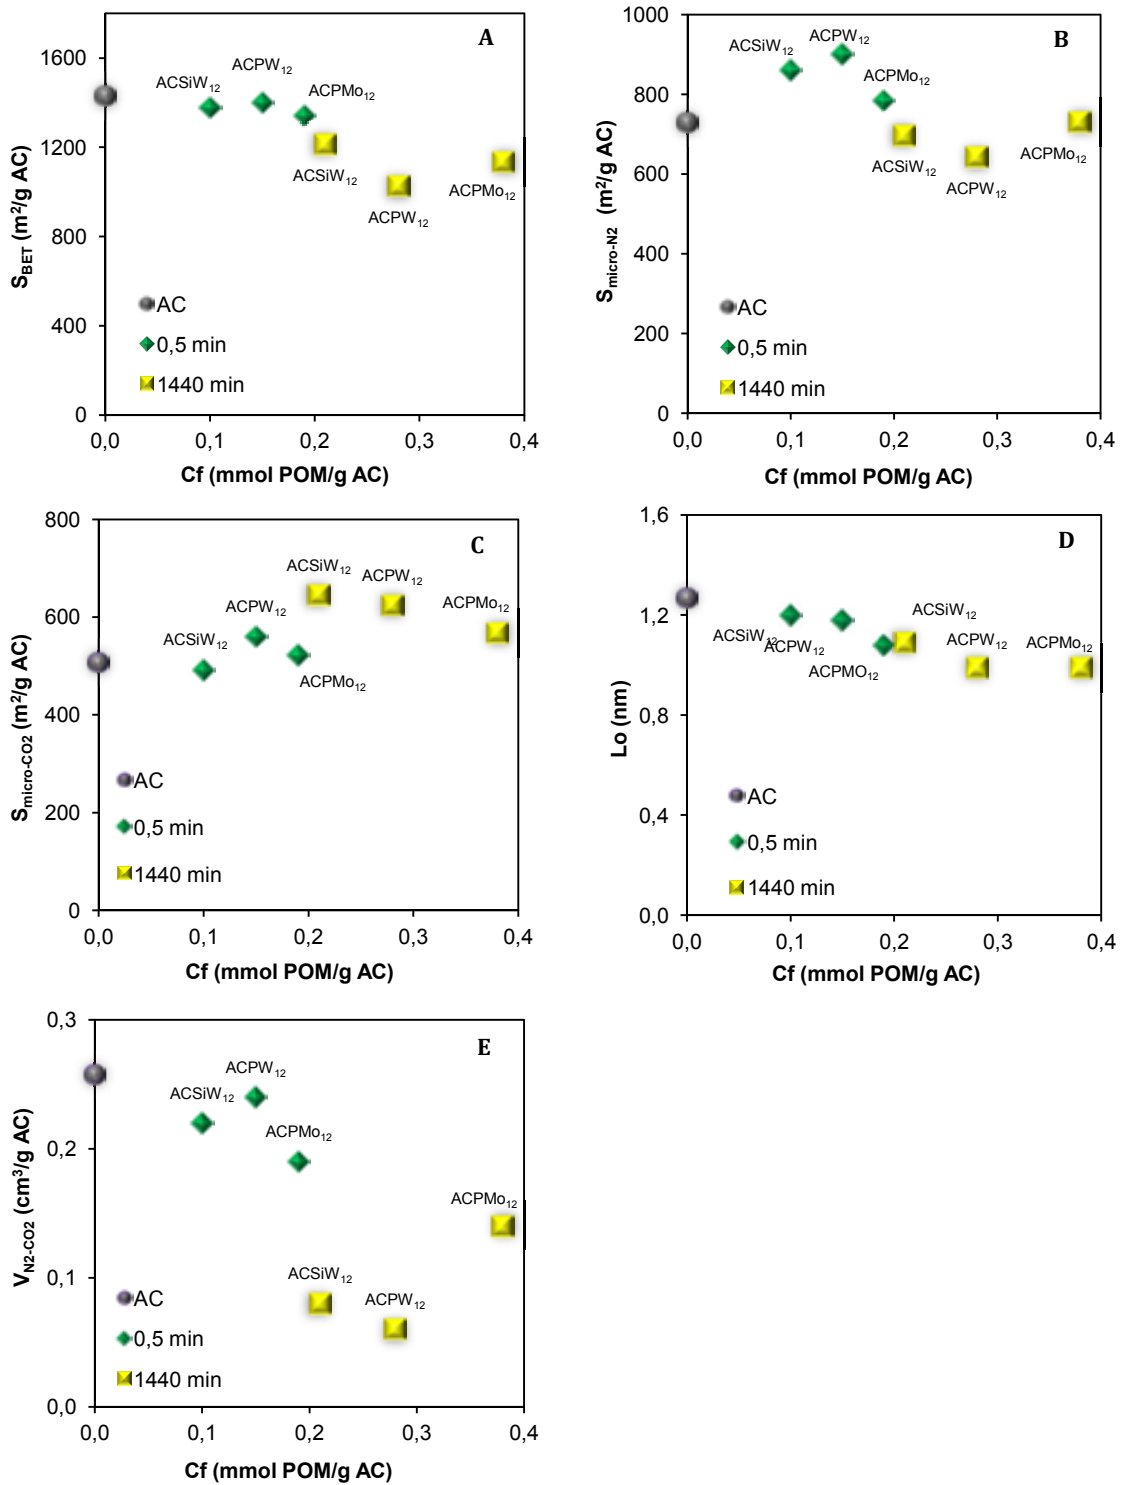 A
S_BET (m²/g AC)
1600
1200
800
400
0
ACSiW₁₂
ACPW₁₂
ACPMo₁₂
ACSiW₁₂
ACPW₁₂
ACPMo₁₂
AC
0,5 min
1440 min
0,0 0,1 0,2 0,3 0,4
Cf (mmol POM/g AC)
B
S_micro-N2 (m²/g AC)
1000
800
600
400
200
0
ACSiW₁₂
ACPW₁₂
ACPMo₁₂
ACSiW₁₂
ACPW₁₂
ACPMo₁₂
AC
0,5 min
1440 min
0,0 0,1 0,2 0,3 0,4
Cf (mmol POM/g AC)
C
S_micro-CO2 (m²/g AC)
800
600
400
200
0
ACSiW₁₂
ACPW₁₂
ACPMo₁₂
ACSiW₁₂
ACPW₁₂
ACPMo₁₂
AC
0,5 min
1440 min
0,0 0,1 0,2 0,3 0,4
Cf (mmol POM/g AC)
D
Lo (nm)
1,6
1,2
0,8
0,4
0,0
ACSiW₁₂
ACPW₁₂
ACPMO₁₂
ACSiW₁₂
ACPW₁₂
ACPMo₁₂
AC
0,5 min
1440 min
0,0 0,1 0,2 0,3 0,4
Cf (mmol POM/g AC)
E
V_N2-CO2 (cm³/g AC)
0,3
0,2
0,1
0,0
ACSiW₁₂
ACPW₁₂
ACPMo₁₂
ACSiW₁₂
ACPW₁₂
ACPMo₁₂
AC
0,5 min
1440 min
0,0 0,1 0,2 0,3 0,4
Cf (mmol POM/g AC)